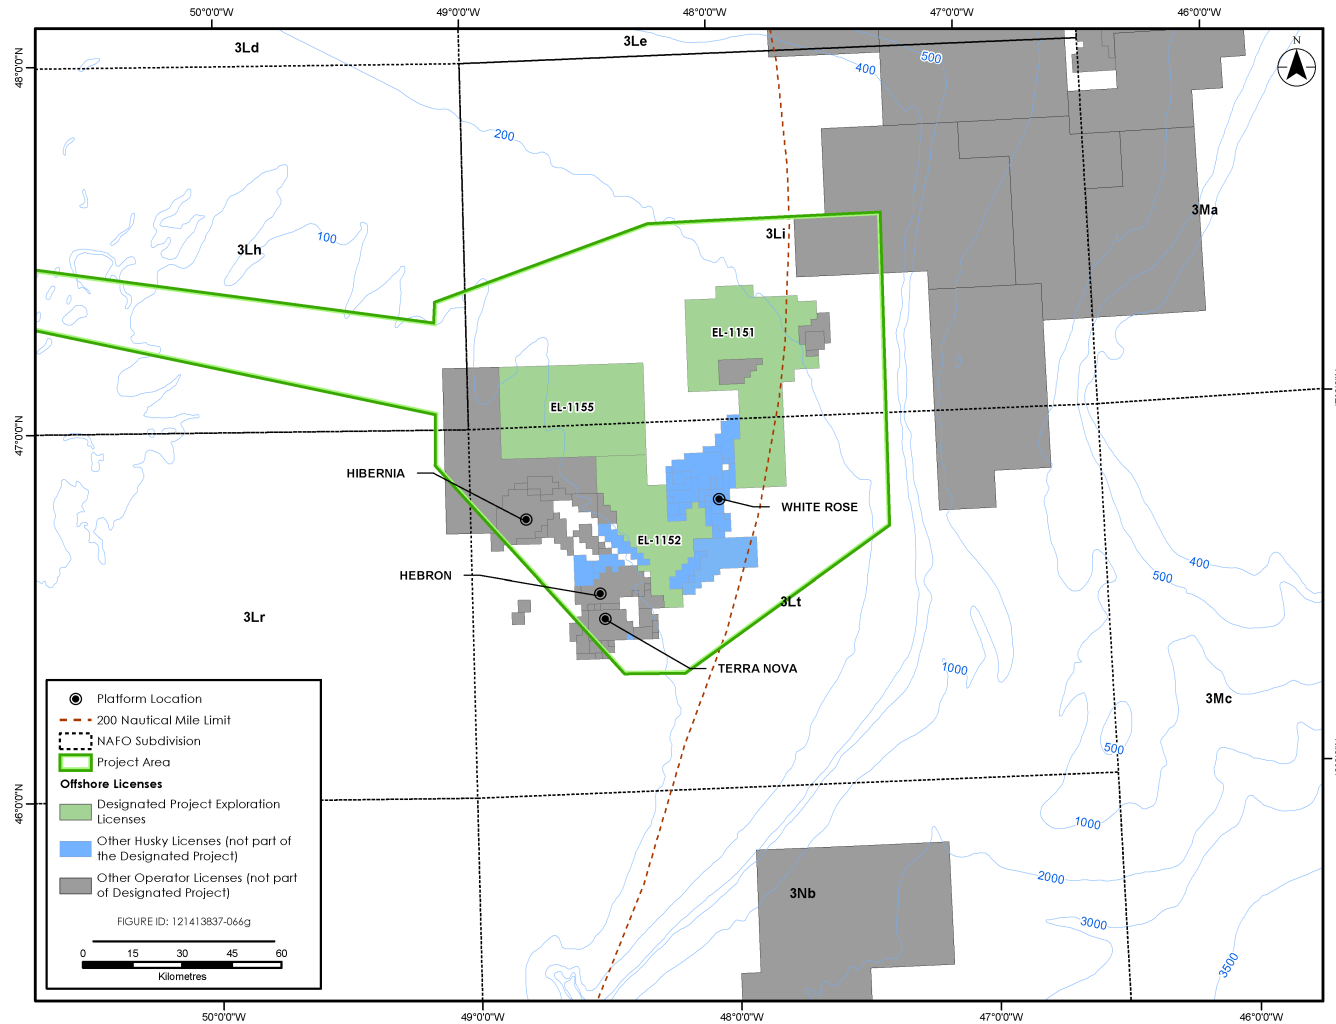 50°0'0"W
49°0'0"W
48°0'0"W
47°0'0"W
46°0'0"W
N
48°0'0"N
47°0'0"N
46°0'0"N
3Ld
3Le
500
400
200
3Ma
3Li
3Lh
100
EL-1151
EL-1155
HIBERNIA
WHITE ROSE
EL-1152
400
500
HEBRON
3Lt
3Lr
TERRA NOVA
1000
3Mc
500
1000
2000
3Nb
3000
3500
Platform Location
200 Nautical Mile Limit
NAFO Subdivision
Project Area
Offshore Licenses
Designated Project Exploration
Licenses
Other Husky Licenses (not part of
the Designated Project)
Other Operator Licenses (not part
of Designated Project)
FIGURE ID: 121413837-066g
0 15 30 45 60
Kilometres
50°0'0"W
49°0'0"W
48°0'0"W
47°0'0"W
46°0'0"W